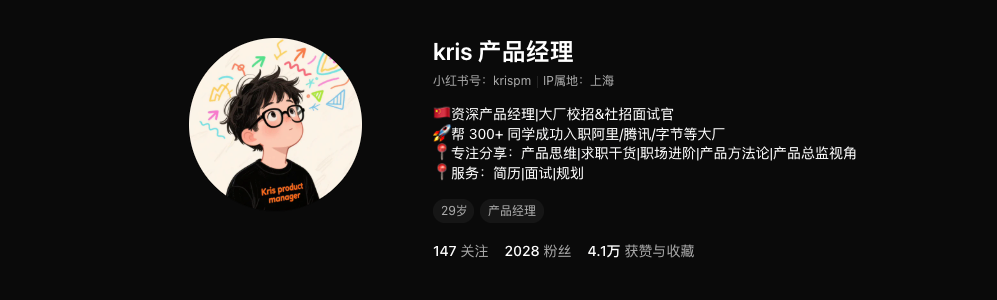 kris 产品经理
小红书号：krispm IP属地：上海
🇨🇳资深产品经理|大厂校招&社招面试官
🚀帮 300+ 同学成功入职阿里/腾讯/字节等大厂
📍专注分享：产品思维|求职干货|职场进阶|产品方法论|产品总监视角
📍服务：简历|面试|规划
29岁 产品经理
147 关注 2028 粉丝 4.1万 获赞与收藏
Kris product
manager